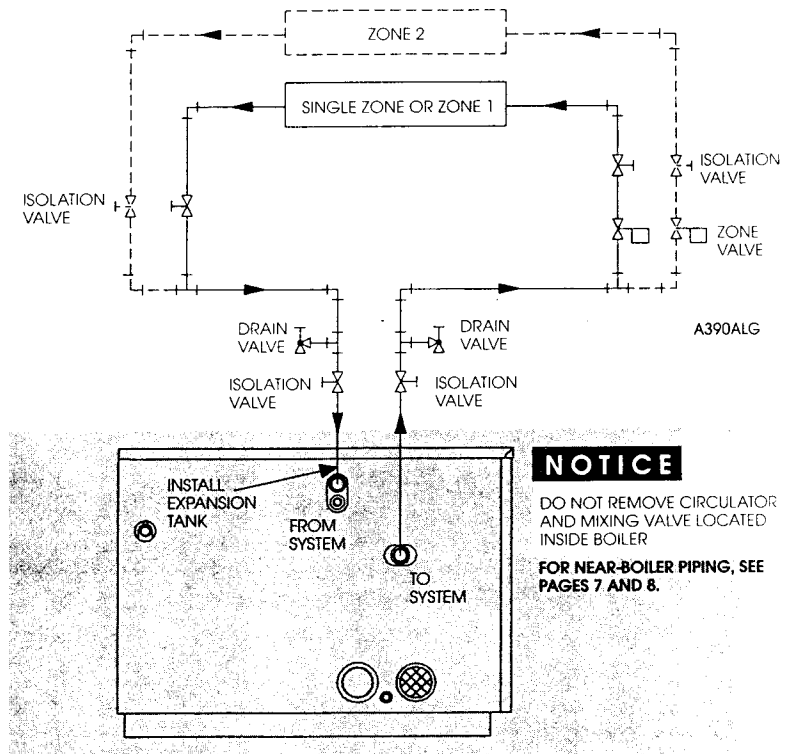 ZONE 2
SINGLE ZONE OR ZONE 1
ISOLATION
VALVE
ISOLATION
VALVE
ZONE
VALVE
DRAIN
VALVE
DRAIN
VALVE
A390ALG
ISOLATION
VALVE
ISOLATION
VALVE
INSTALL
EXPANSION
TANK
FROM
SYSTEM
TO
SYSTEM
NOTICE
DO NOT REMOVE CIRCULATOR
AND MIXING VALVE LOCATED
INSIDE BOILER
FOR NEAR-BOILER PIPING, SEE
PAGES 7 AND 8.